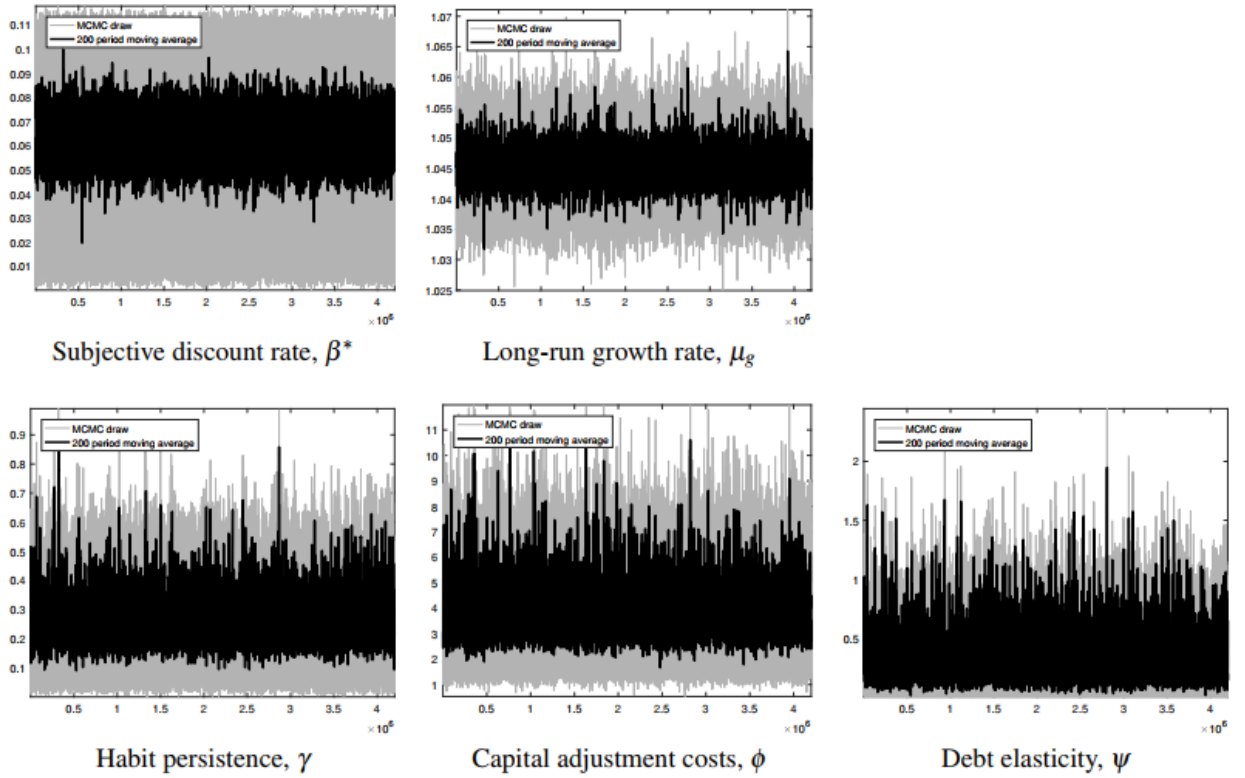 0.11
0.1
0.09
0.08
0.07
0.06
0.05
0.04
0.03
0.02
0.01
MCMC draw
200 period moving average
0.5 1 1.5 2 2.5 3 3.5 4
×10⁶
Subjective discount rate, β*
1.07
1.065
1.06
1.055
1.05
1.045
1.04
1.035
1.03
1.025
MCMC draw
200 period moving average
0.5 1 1.5 2 2.5 3 3.5 4
×10⁶
Long-run growth rate, μg
0.9
0.8
0.7
0.6
0.5
0.4
0.3
0.2
0.1
MCMC draw
200 period moving average
0.5 1 1.5 2 2.5 3 3.5 4
×10⁶
Habit persistence, γ
11
10
9
8
7
6
5
4
3
2
1
MCMC draw
200 period moving average
0.5 1 1.5 2 2.5 3 3.5 4
×10⁶
Capital adjustment costs, ϕ
2
1.5
1
0.5
MCMC draw
200 period moving average
0.5 1 1.5 2 2.5 3 3.5 4
×10⁶
Debt elasticity, ψ